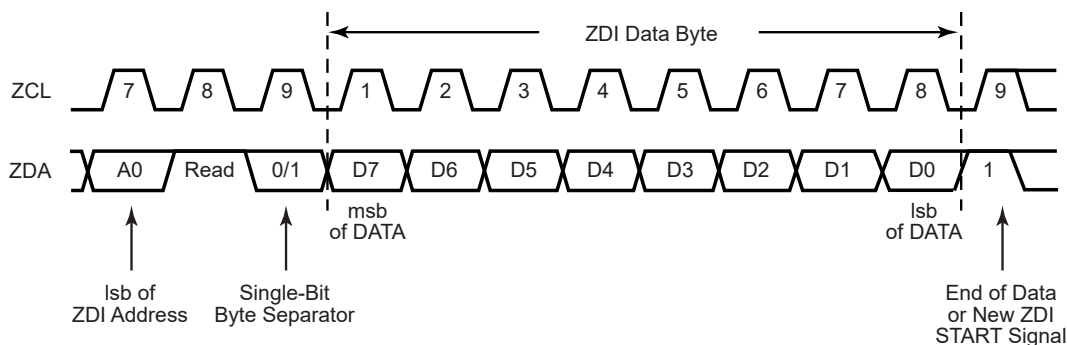 ZDI Data Byte
ZCL
7 8 9 1 2 3 4 5 6 7 8 9
ZDA
A0 Read 0/1 D7 D6 D5 D4 D3 D2 D1 D0 1
msb
of DATA
lsb
of DATA
lsb of
ZDI Address
Single-Bit
Byte Separator
End of Data
or New ZDI
START Signal